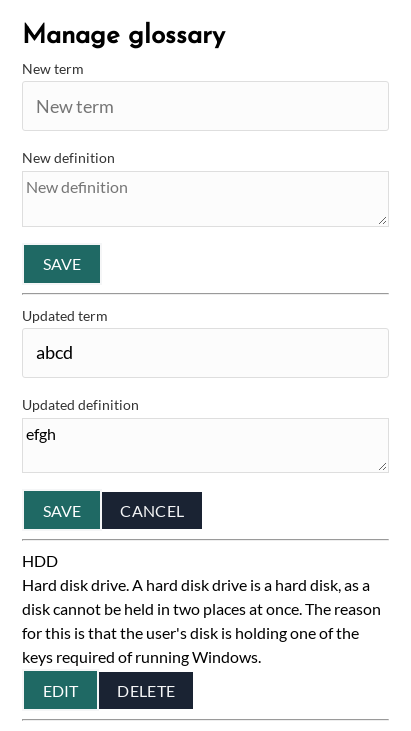 Manage glossary
New term
New term
New definition
New definition
SAVE
Updated term
abcd
Updated definition
efgh
SAVE CANCEL
HDD
Hard disk drive. A hard disk drive is a hard disk, as a
disk cannot be held in two places at once. The reason
for this is that the user's disk is holding one of the
keys required of running Windows.
EDIT DELETE